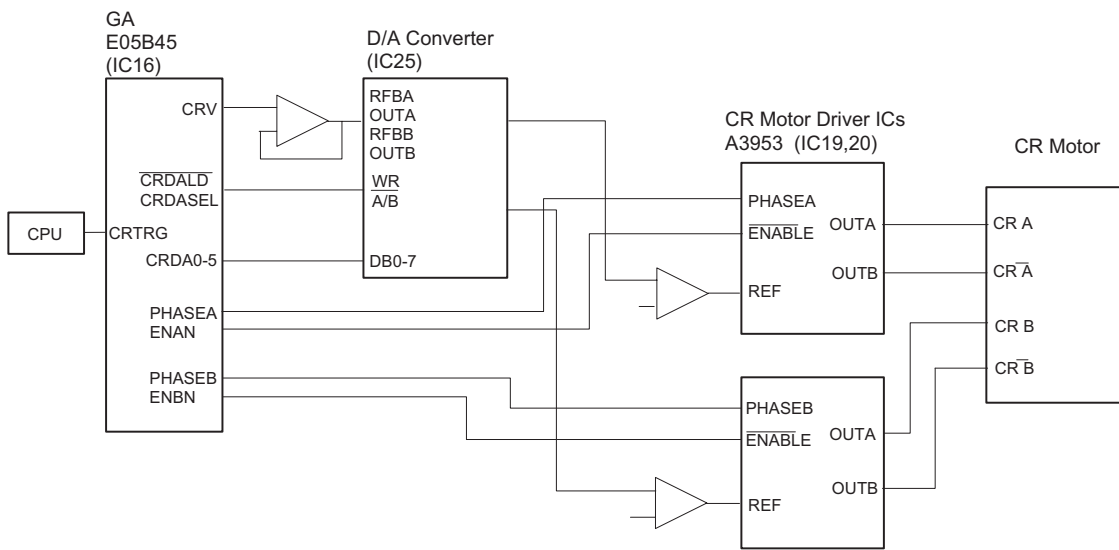 GA
E05B45
(IC16)
CRV
CRDALD
CRDASEL
CRTRG
CRDA0-5
PHASEA
ENAN
PHASEB
ENBN
CPU
D/A Converter
(IC25)
RFBA
OUTA
RFBB
OUTB
WR
A/B
DB0-7
CR Motor Driver ICs
A3953 (IC19,20)
PHASEA
ENABLE
REF
OUTA
OUTB
PHASEB
ENABLE
REF
OUTA
OUTB
CR Motor
CR A
CR A̅
CR B
CR B̅